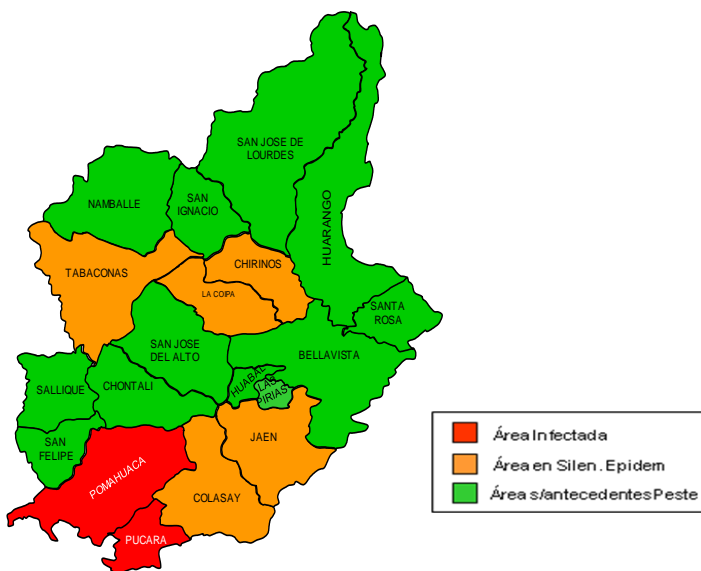 SAN JOSE DE
LOURDES
NAMBALLE
SAN
IGNACIO
HUARANGO
TABACONAS
CHIRINOS
LA COIPA
SANTA
ROSA
SAN JOSE
DEL ALTO
BELLAVISTA
HUABAL
LAS
PIRIAS
SALLIQUE
CHONTALI
SAN
FELIPE
JAEN
POMAHUACA
COLASAY
PUCARA
Área Infectada
Área en Silen. Epidem
Área s/antecedentes Peste